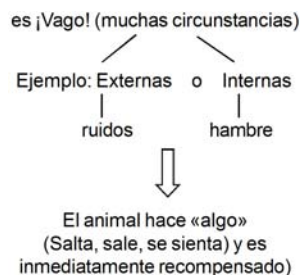 es ¡Vago! (muchas circunstancias)
Ejemplo: Externas o Internas
ruidos hambre
El animal hace «algo»
(Salta, sale, se sienta) y es
inmediatamente recompensado)